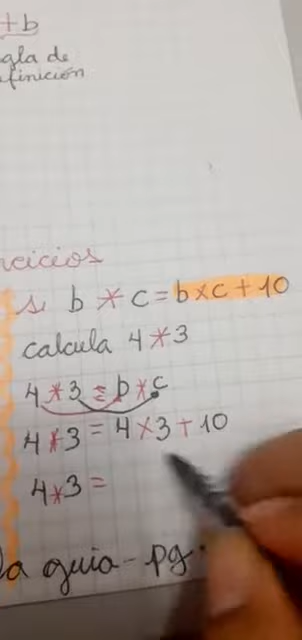 +b
gla de
finición
rcicios
si b * c = b×c+10
calcula 4*3
4*3 = b*c
4*3 = 4×3+10
4*3 =
la guia-pg.